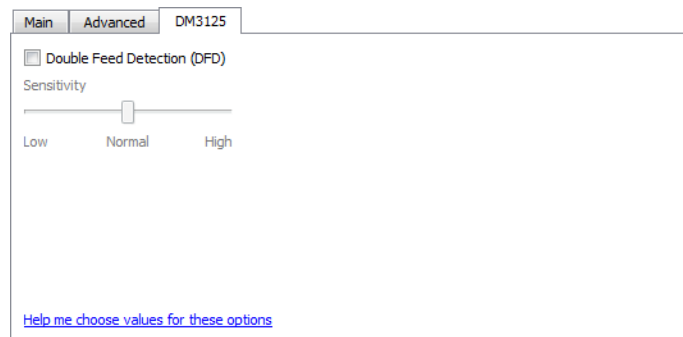 Main Advanced DM3125
Double Feed Detection (DFD)
Sensitivity
Low Normal High
Help me choose values for these options